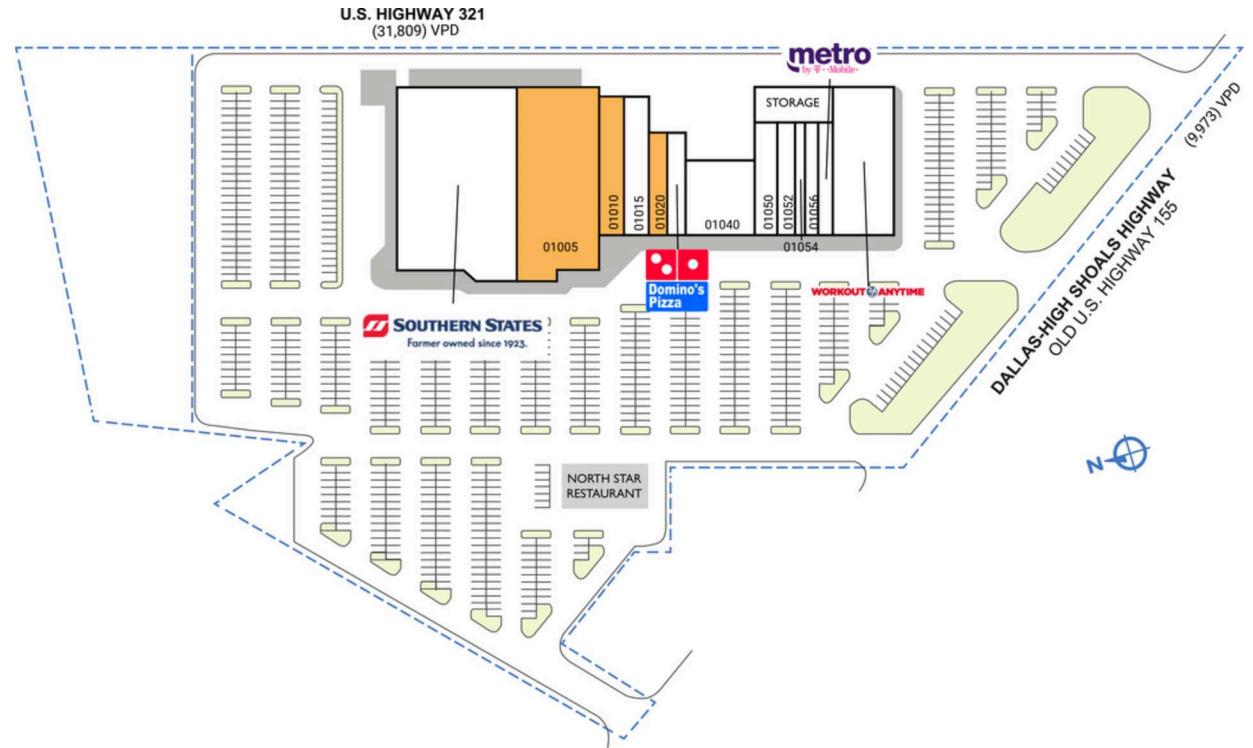 U.S. HIGHWAY 321
(31,809) VPD
metro
by T-Mobile
STORAGE
(9,973) VPD
01005
01010
01015
01020
01040
01050
01052
01056
01054
Domino's
Pizza
WORKOUT ANYTIME
SOUTHERN STATES
Farmer owned since 1923.
DALLAS-HIGH SHOALS HIGHWAY
OLD U.S. HIGHWAY 155
N
NORTH STAR
RESTAURANT